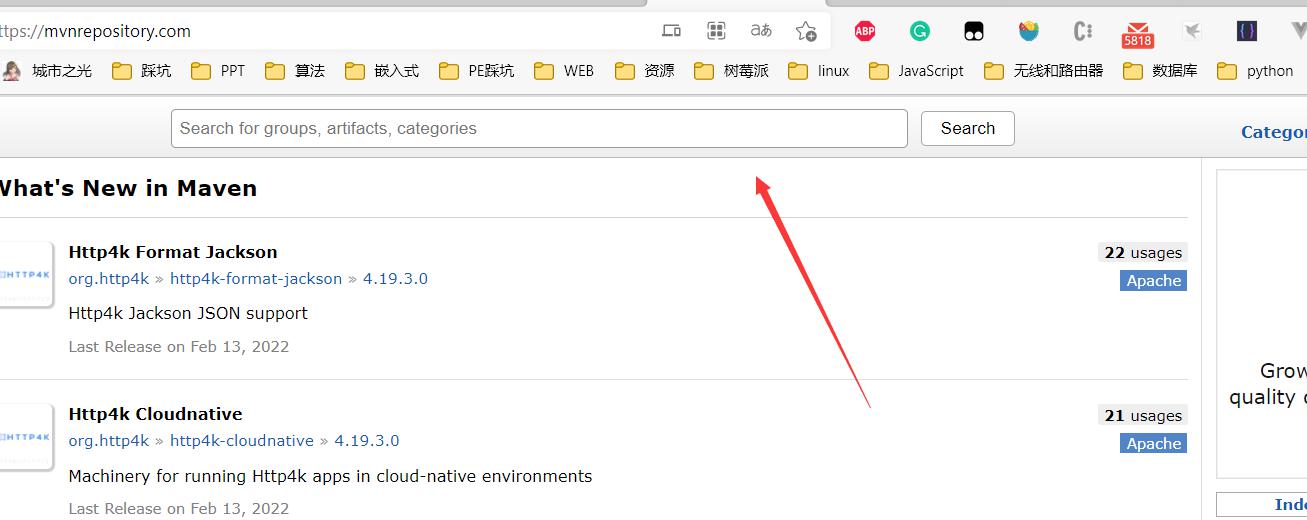 ttps://mvnrepository.com aあ ABP 5818
城市之光 踩坑 PPT 算法 嵌入式 PE踩坑 WEB 资源 树莓派 linux JavaScript 无线和路由器 数据库 python
Search for groups, artifacts, categories Search Categor
What's New in Maven
Http4k Format Jackson 22 usages
org.http4k » http4k-format-jackson » 4.19.3.0 Apache
HTTP4K
Http4k Jackson JSON support
Last Release on Feb 13, 2022
Grow
quality
Http4k Cloudnative 21 usages
org.http4k » http4k-cloudnative » 4.19.3.0 Apache
HTTP4K
Machinery for running Http4k apps in cloud-native environments
Last Release on Feb 13, 2022
Inde